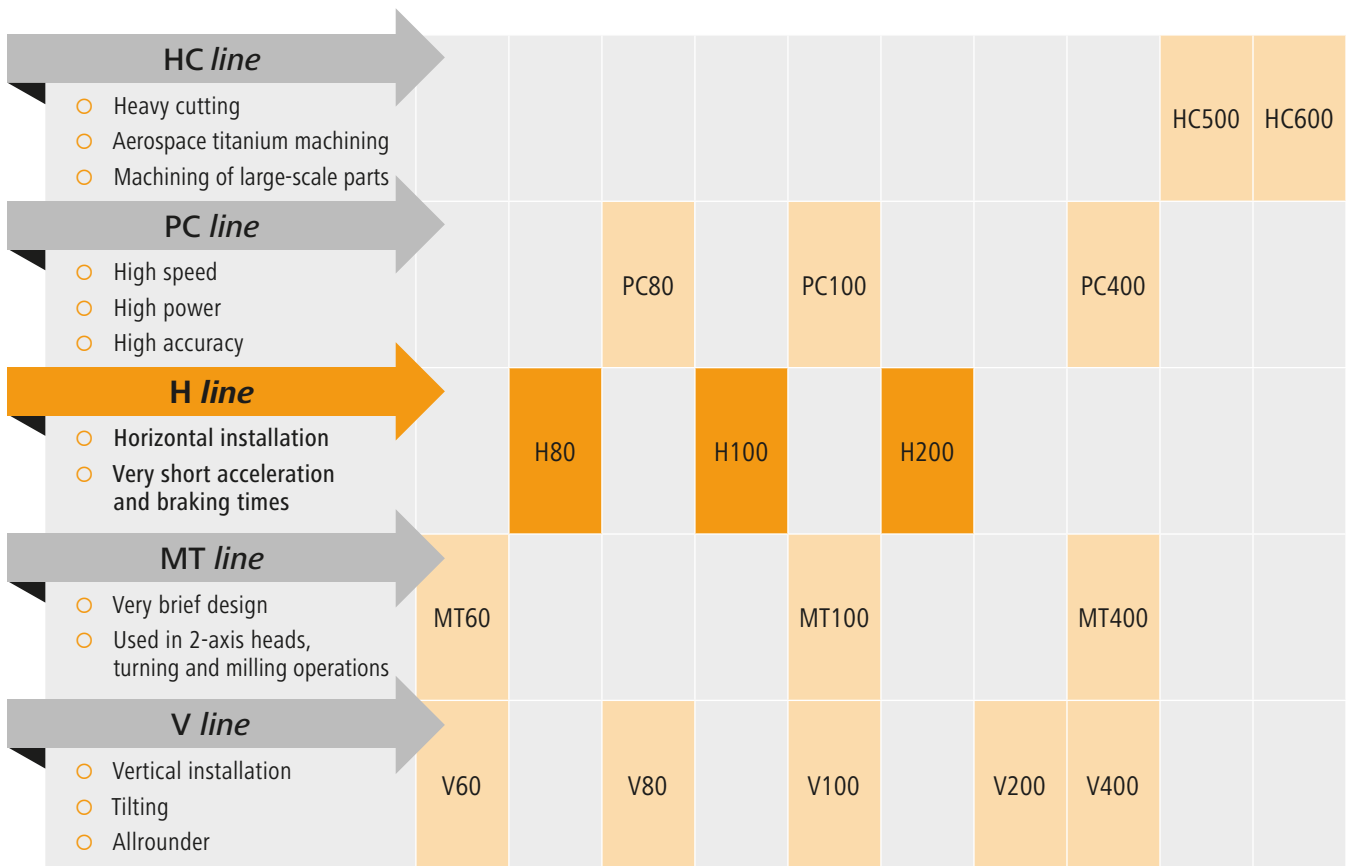 HC line
Heavy cutting
Aerospace titanium machining
Machining of large-scale parts
HC500 HC600
PC line
High speed
High power
High accuracy
PC80 PC100 PC400
H line
Horizontal installation
Very short acceleration
and braking times
H80 H100 H200
MT line
Very brief design
Used in 2-axis heads,
turning and milling operations
MT60 MT100 MT400
V line
Vertical installation
Tilting
Allrounder
V60 V80 V100 V200 V400